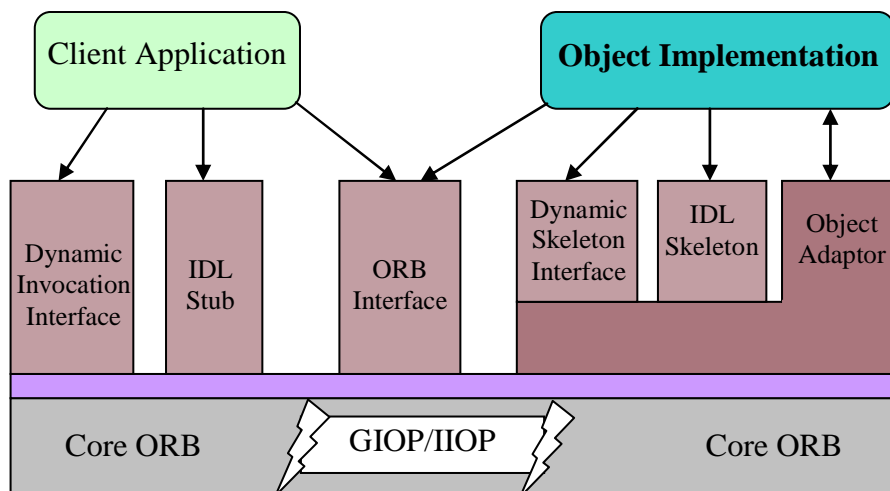 Client Application
Object Implementation
Dynamic
Invocation
Interface
IDL
Stub
ORB
Interface
Dynamic
Skeleton
Interface
IDL
Skeleton
Object
Adaptor
Core ORB
GIOP/IIOP
Core ORB